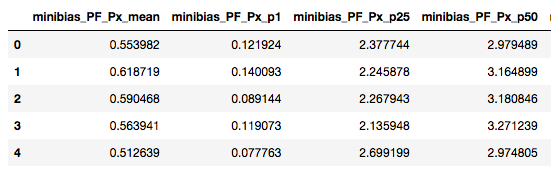 minibias_PF_Px_mean minibias_PF_Px_p1 minibias_PF_Px_p25 minibias_PF_Px_p50
0 0.553982 0.121924 2.377744 2.979489
1 0.618719 0.140093 2.245878 3.164899
2 0.590468 0.089144 2.267943 3.180846
3 0.563941 0.119073 2.135948 3.271239
4 0.512639 0.077763 2.699199 2.974805